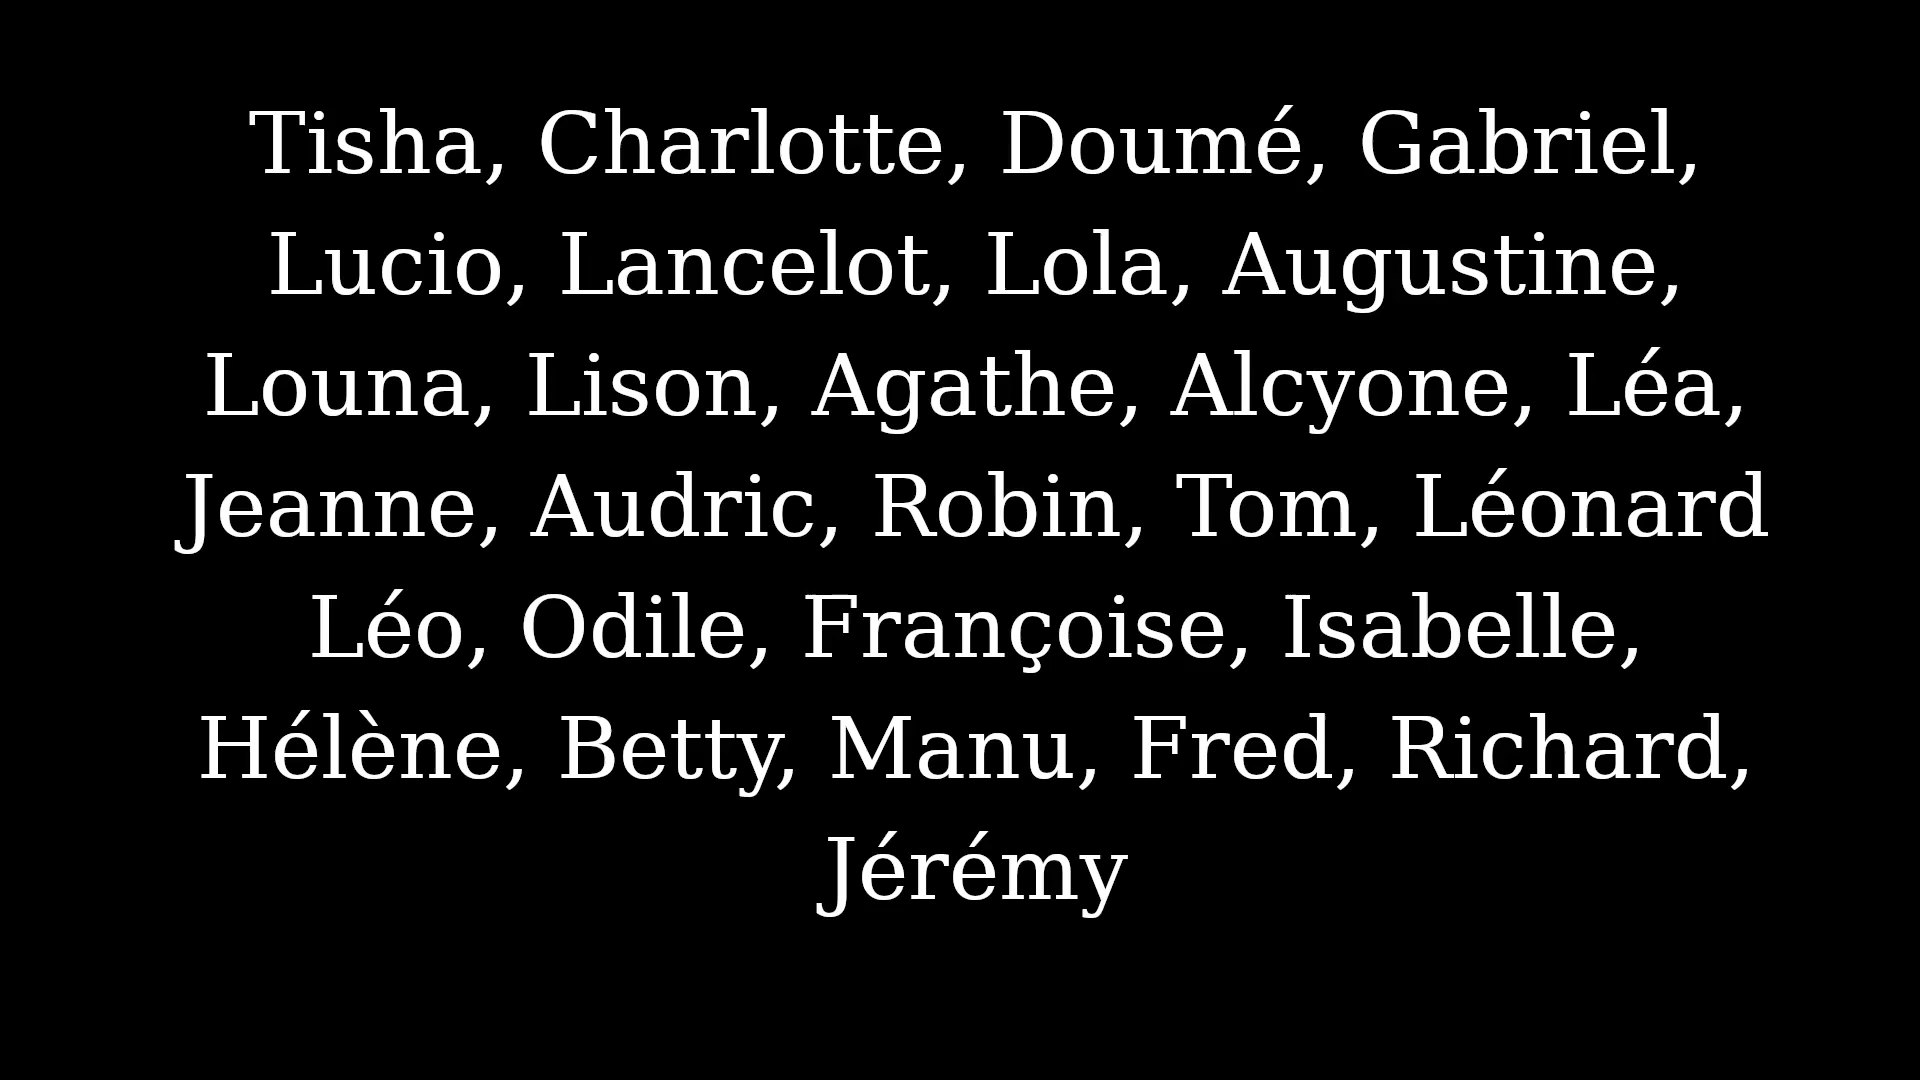 Tisha, Charlotte, Doumé, Gabriel,
Lucio, Lancelot, Lola, Augustine,
Louna, Lison, Agathe, Alcyone, Léa,
Jeanne, Audric, Robin, Tom, Léonard
Léo, Odile, Françoise, Isabelle,
Hélène, Betty, Manu, Fred, Richard,
Jérémy